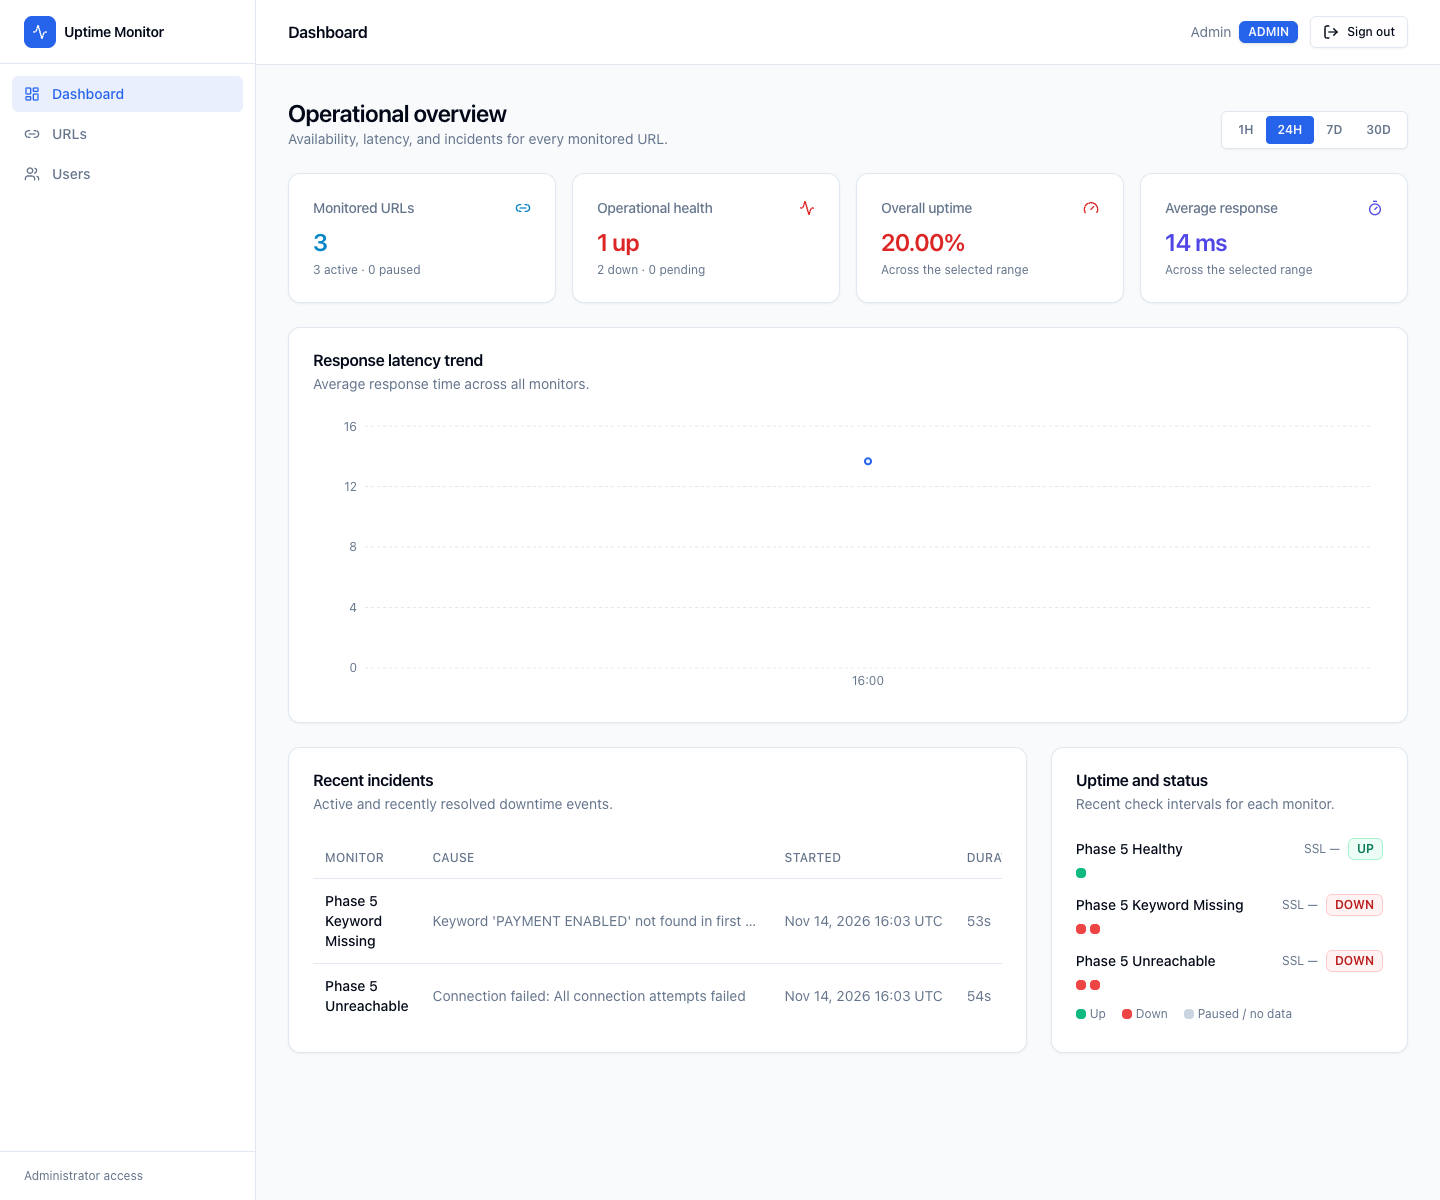 Uptime Monitor
Dashboard
Admin
ADMIN
Sign out
Dashboard
URLs
Users
Operational overview
Availability, latency, and incidents for every monitored URL.
1H 24H 7D 30D
Monitored URLs
3
3 active · 0 paused
Operational health
1 up
2 down · 0 pending
Overall uptime
20.00%
Across the selected range
Average response
14 ms
Across the selected range
Response latency trend
Average response time across all monitors.
16
12
8
4
0
16:00
Recent incidents
Active and recently resolved downtime events.
MONITOR CAUSE STARTED DURA
Phase 5
Keyword
Missing
Keyword 'PAYMENT ENABLED' not found in first ...
Nov 14, 2026 16:03 UTC
53s
Phase 5
Unreachable
Connection failed: All connection attempts failed
Nov 14, 2026 16:03 UTC
54s
Uptime and status
Recent check intervals for each monitor.
Phase 5 Healthy SSL — UP
Phase 5 Keyword Missing SSL — DOWN
Phase 5 Unreachable SSL — DOWN
Up Down Paused / no data
Administrator access